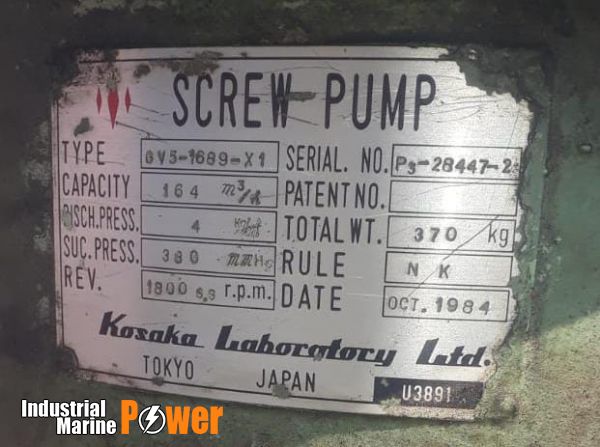 SCREW PUMP
TYPE GV5-1689-X1 SERIAL. NO. PS-28447-2
CAPACITY 164 m³/h PATENT NO.
DISCH.PRESS. 4 TOTAL WT. 370 kg
SUC. PRESS. 380 mmHg RULE N K
REV. 1800 r.p.m. DATE OCT. 1984
Kosaka Laboratory Ltd.
TOKYO JAPAN
U3891
Industrial
Marine Power